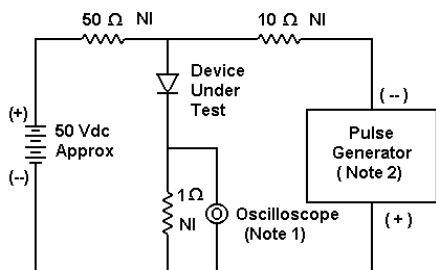 50 Ω NI
10 Ω NI
Device
Under
Test
(--)
(+)
50 Vdc
Approx
(--)
Pulse
Generator
( Note 2)
1Ω
NI
Oscilloscope
(Note 1)
(+)